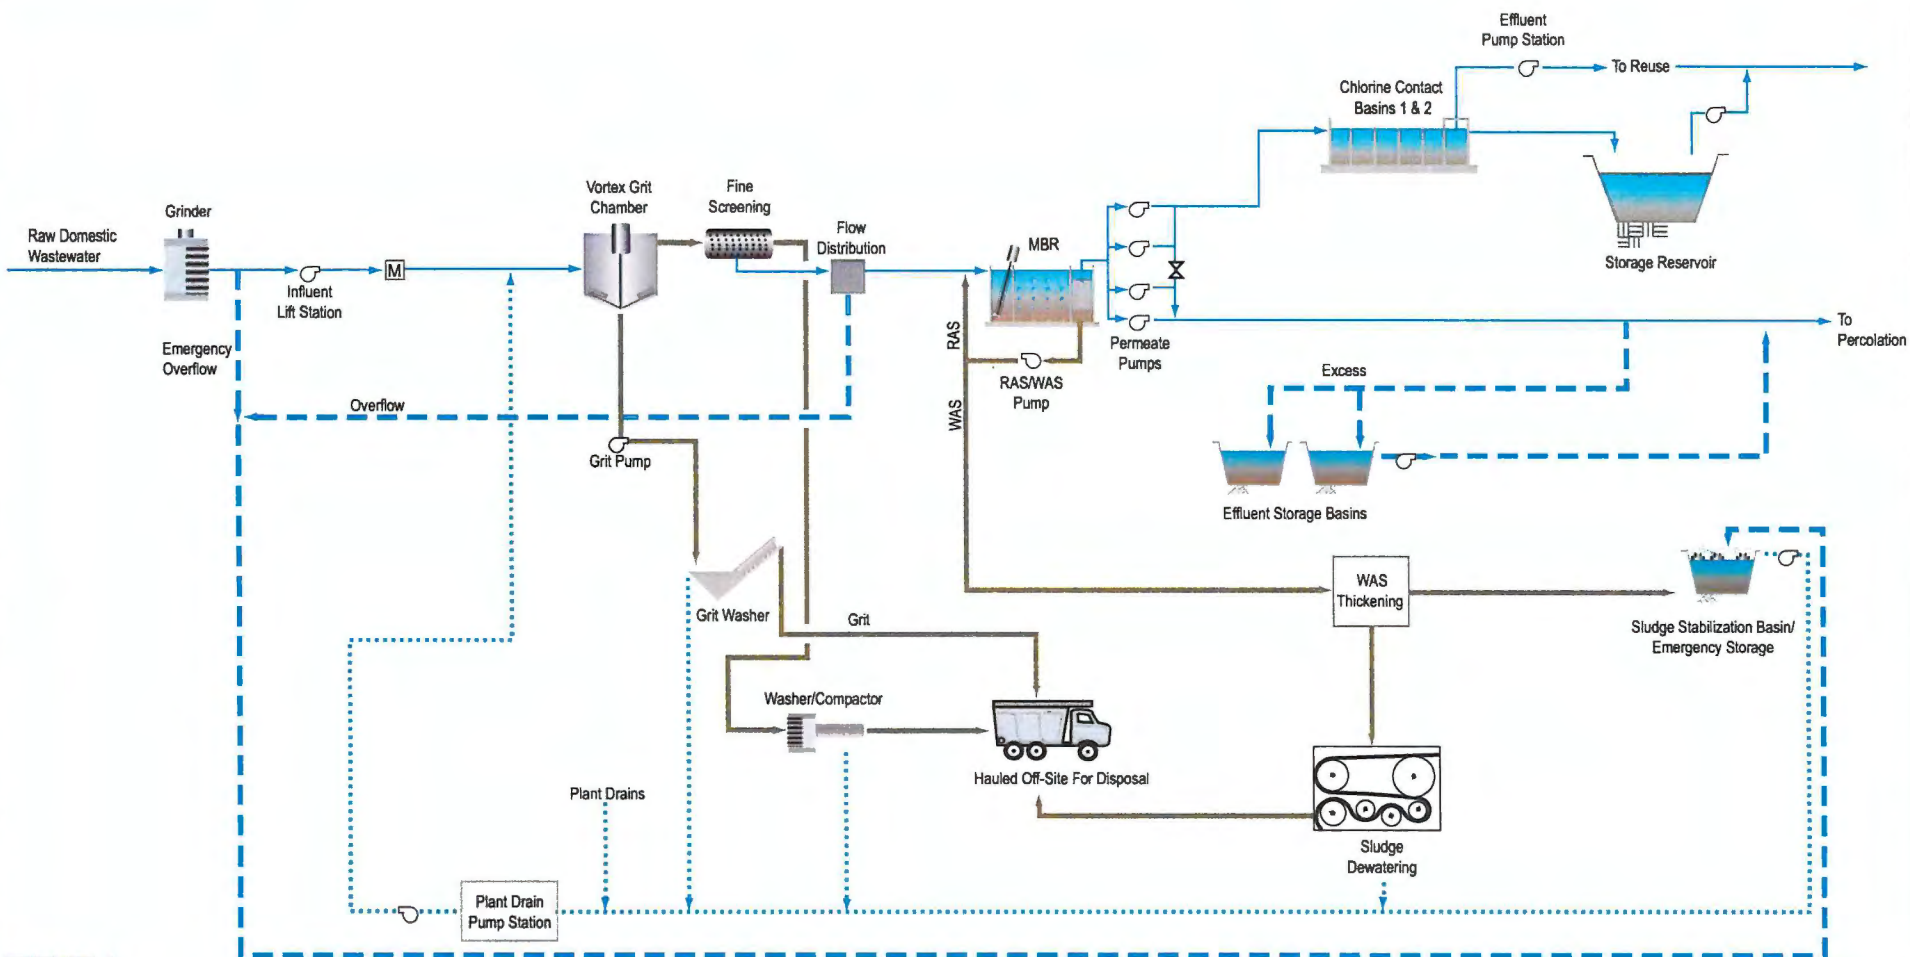 Effluent
Pump Station
To Reuse
Chlorine Contact
Basins 1 & 2
Storage Reservoir
Raw Domestic
Wastewater
Grinder
Emergency
Overflow
Influent
Lift Station
M
Vortex Grit
Chamber
Fine
Screening
Flow
Distribution
MBR
Permeate
Pumps
To
Percolation
RAS
RAS/WAS
Pump
WAS
Overflow
Excess
Effluent Storage Basins
Grit Pump
Grit Washer
Grit
WAS
Thickening
Sludge Stabilization Basin/
Emergency Storage
Washer/Compactor
Hauled Off-Site For Disposal
Plant Drains
Plant Drain
Pump Station
Sludge
Dewatering